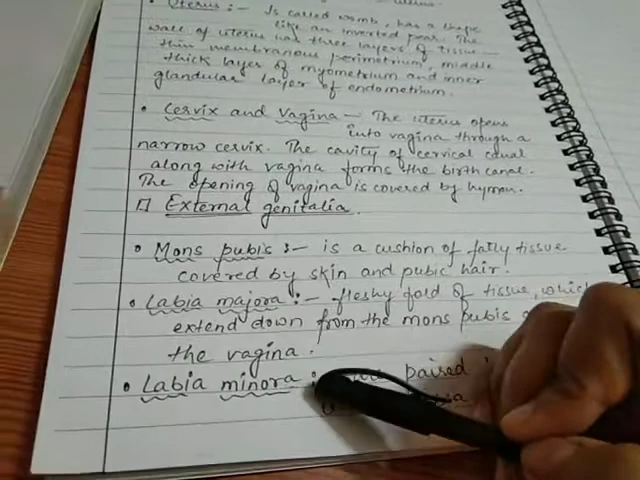 Uterus :- Is called womb, has a shape
like an inverted pear. The
wall of uterus has three layers of tissue —
thin membranous perimetrium, middle
thick layer of myometrium and inner
glandular layer of endometrium.
• Cervix and Vagina — The uterus opens
into vagina through a
narrow cervix. The cavity of cervical canal
along with vagina forms the birth canal.
The opening of vagina is covered by hymen.
External genitalia.
• Mons pubis :- is a cushion of fatty tissue
covered by skin and pubic hair.
• Labia majora :- fleshy fold of tissue, which
extend down from the mons pubis
the vagina.
• Labia minora : paired